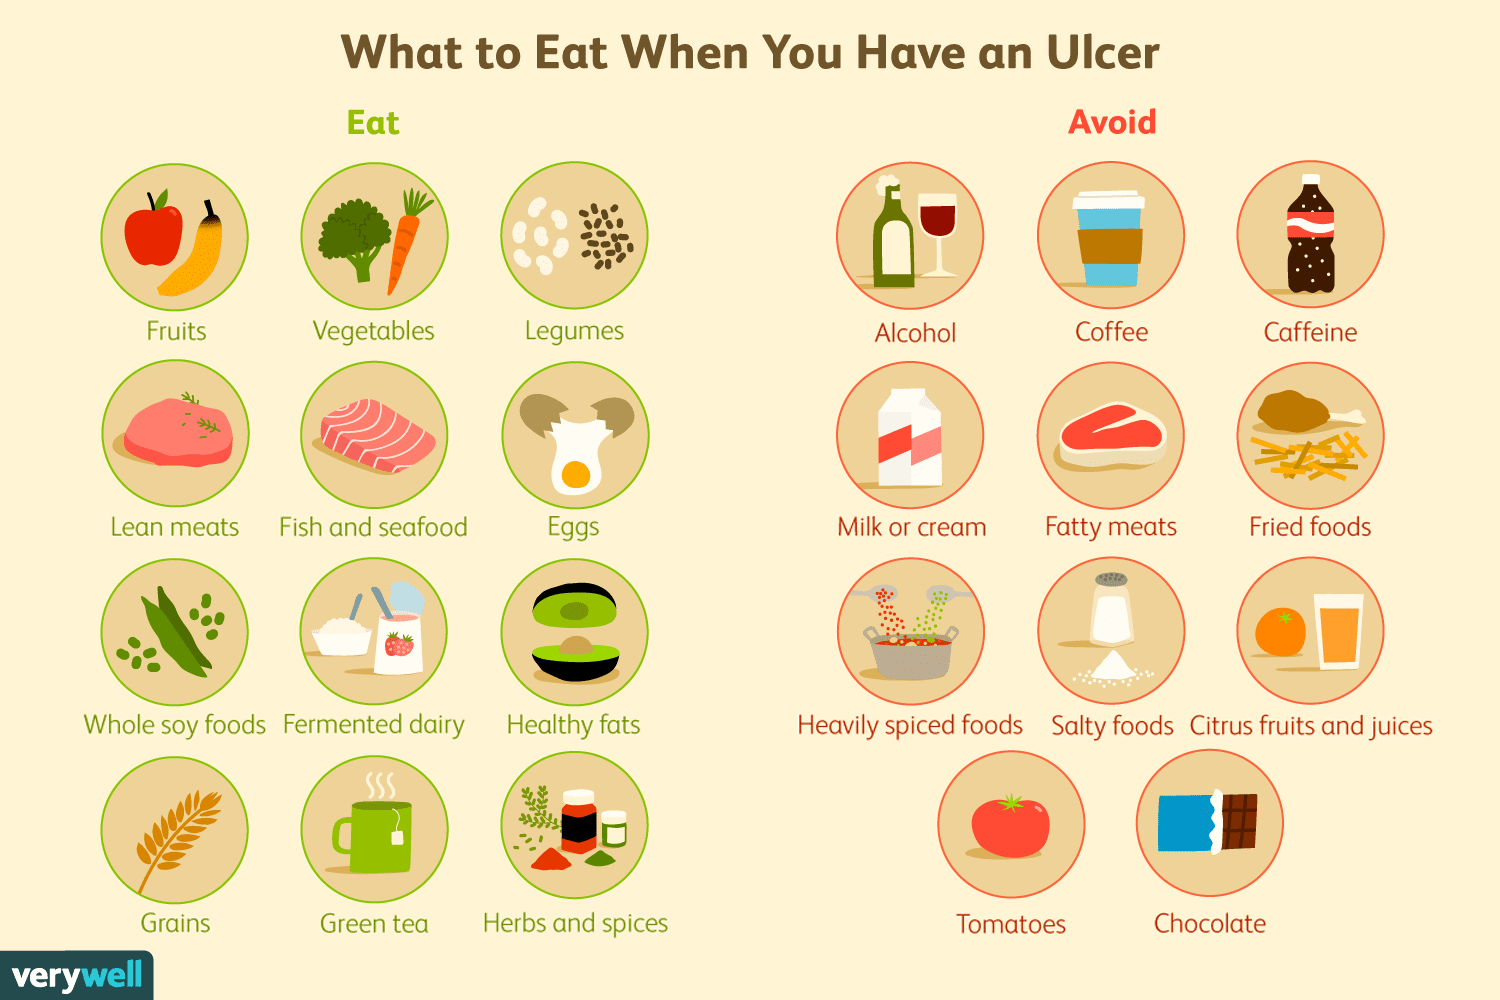 What to Eat When You Have an Ulcer
Eat
Fruits
Vegetables
Legumes
Lean meats
Fish and seafood
Eggs
Whole soy foods
Fermented dairy
Healthy fats
Grains
Green tea
Herbs and spices
Avoid
Alcohol
Coffee
Caffeine
Milk or cream
Fatty meats
Fried foods
Heavily spiced foods
Salty foods
Citrus fruits and juices
Tomatoes
Chocolate
verywell